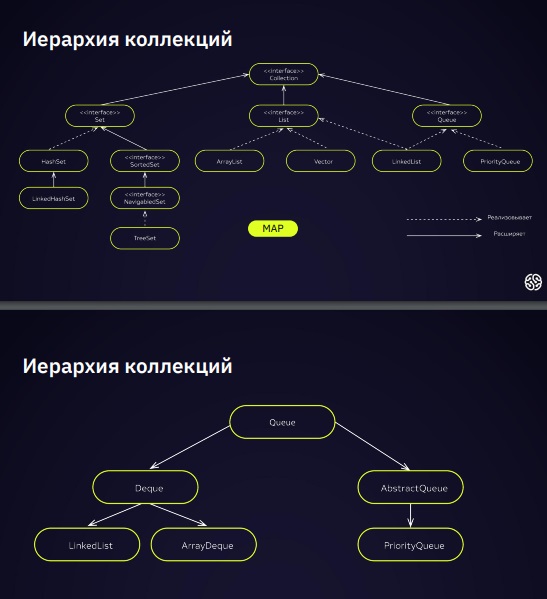 Иерархия коллекций
<<Interface>>
Collection
<<Interface>>
Set
<<Interface>>
List
<<Interface>>
Queue
HashSet
<<Interface>>
SortedSet
ArrayList
Vector
LinkedList
PriorityQueue
LinkedHashSet
<<Interface>>
NavigabledSet
Реализовывает
MAP
Расширяет
TreeSet
Иерархия коллекций
Queue
Deque
AbstractQueue
LinkedList
ArrayDeque
PriorityQueue